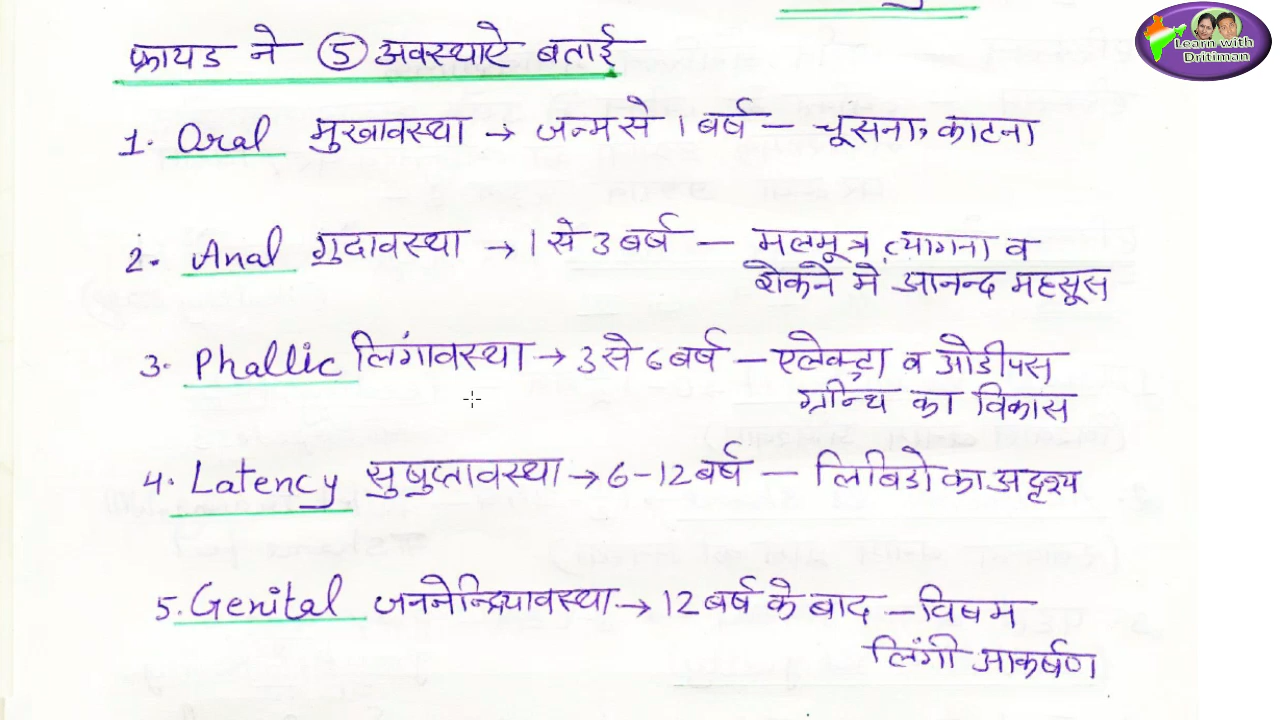 Learn with
Dritiman
फ्रायड ने 5 अवस्थाऐ बताई
1. Oral मुखावस्था → जन्म से 1 बर्ष – चूसना, काटना
2. Anal गुदावस्था → 1 से 3 बर्ष – मलमूत्र त्यागना व
रोकने मे आनन्द महसूस
3. Phallic लिंगावस्था → 3 से 6 बर्ष – एलेक्ट्रा व ओडीपस
ग्रन्थि का विकास
4. Latency सुषुप्तावस्था → 6-12 बर्ष – लिबिडो का अदृश्य
5. Genital जननेन्द्रियावस्था → 12 बर्ष के बाद – विषम
लिंगी आकर्षण